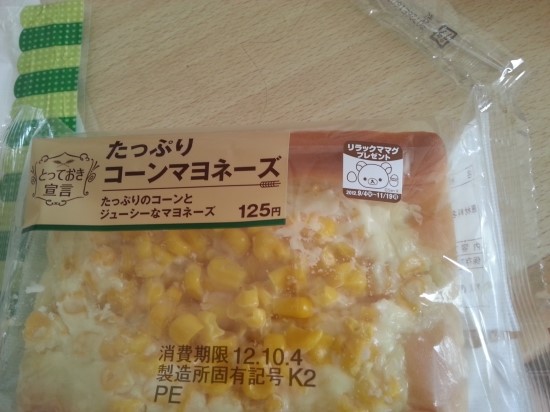 とっておき
宣言
たっぷり
コーンマヨネーズ
たっぷりのコーンと
ジューシーなマヨネーズ
125円
リラックママグ
プレゼント
消費期限 12.10.4
製造所固有記号 K2
PE